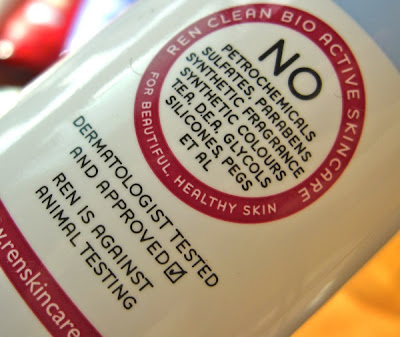 REN CLEAN BIO ACTIVE SKINCARE
FOR BEAUTIFUL, HEALTHY SKIN
NO
PETROCHEMICALS
SULFATES, PARABENS
SYNTHETIC FRAGRANCE
SYNTHETIC COLOURS
TEA, DEA, GLYCOLS
SILICONES, PEGS
ET AL
DERMATOLOGIST TESTED
AND APPROVED ☑
REN IS AGAINST
ANIMAL TESTING
.renskincare